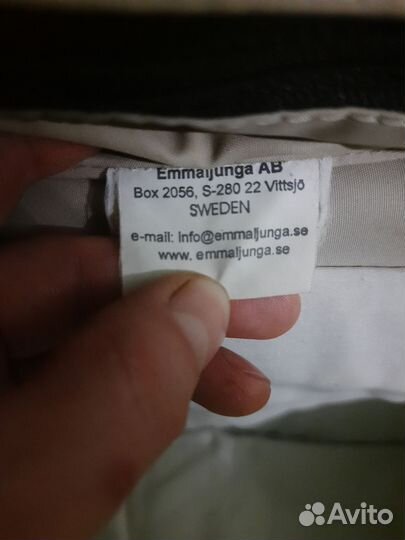 Emmaljunga AB
Box 2056, S-280 22 Vittsjö
SWEDEN
e-mail: info@emmaljunga.se
www. emmaljunga.se
Avito